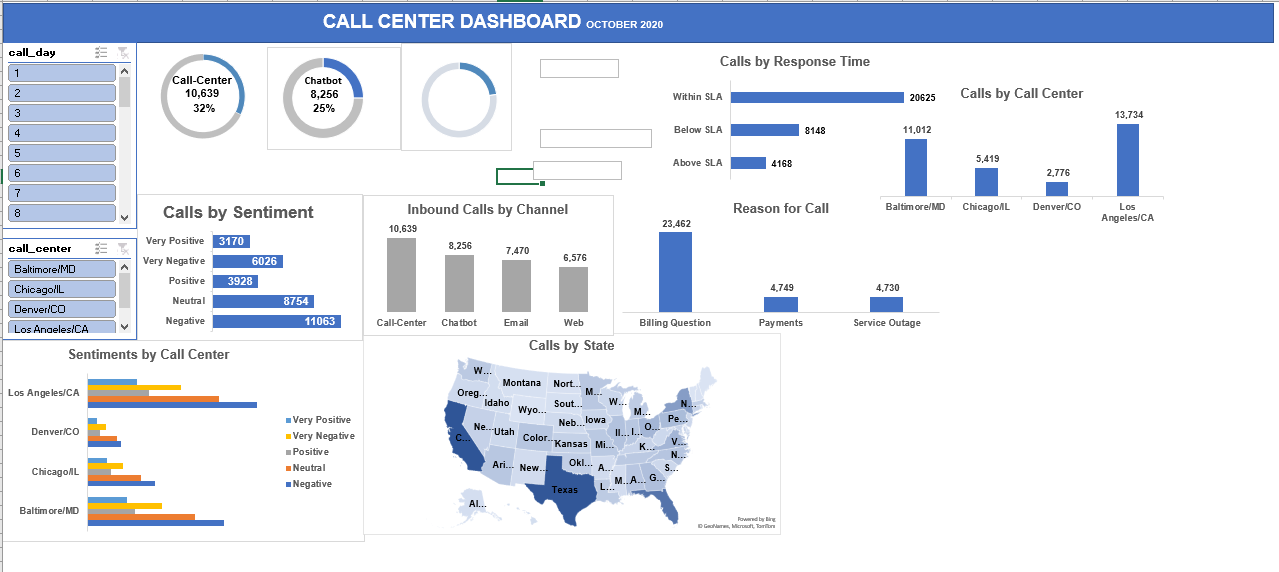 CALL CENTER DASHBOARD OCTOBER 2020
call_day
1
2
3
4
5
6
7
8
call_center
Baltimore/MD
Chicago/IL
Denver/CO
Los Angeles/CA
Call-Center
10,639
32%
Chatbot
8,256
25%
Calls by Response Time
Within SLA 20625
Below SLA 8148
Above SLA 4168
Calls by Call Center
11,012
5,419
2,776
13,734
Baltimore/MD
Chicago/IL
Denver/CO
Los
Angeles/CA
Calls by Sentiment
Very Positive 3170
Very Negative 6026
Positive 3928
Neutral 8754
Negative 11063
Inbound Calls by Channel
10,639
8,256
7,470
6,576
Call-Center
Chatbot
Email
Web
Reason for Call
23,462
4,749
4,730
Billing Question
Payments
Service Outage
Sentiments by Call Center
Los Angeles/CA
Denver/CO
Chicago/IL
Baltimore/MD
Very Positive
Very Negative
Positive
Neutral
Negative
Calls by State
W...
Montana
Nort...
M...
Oreg...
Idaho
Wyo...
Sout...
W...
M...
N...
Ne...
Utah
Color...
Neb...
Iowa
Il...
I...
O...
Pe...
C...
Kansas
Mi...
K...
V...
Ari...
New...
Okl...
A...
N...
S...
Texas
L...
M...
A...
G...
Al...
Powered by Bing
© GeoNames, Microsoft, TomTom